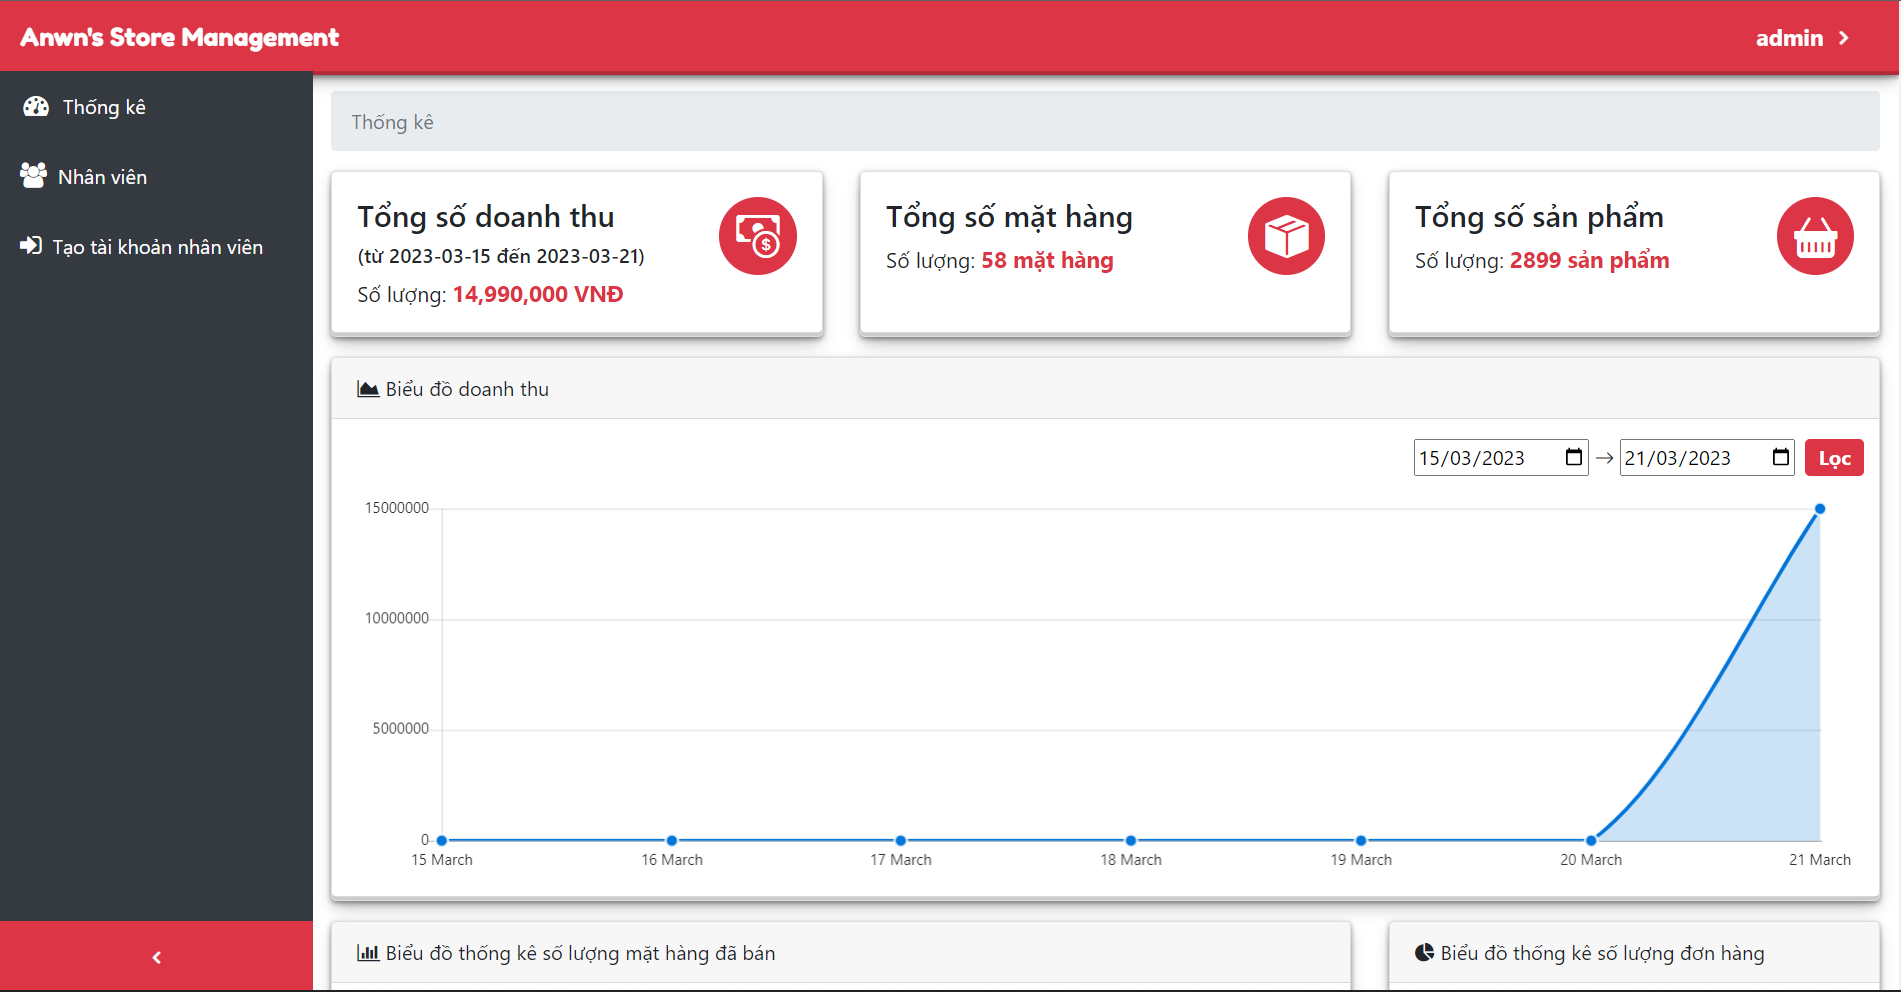 Anwn's Store Management
admin
Thống kê
Nhân viên
Tạo tài khoản nhân viên
Thống kê
Tổng số doanh thu
(từ 2023-03-15 đến 2023-03-21)
Số lượng: 14,990,000 VNĐ
Tổng số mặt hàng
Số lượng: 58 mặt hàng
Tổng số sản phẩm
Số lượng: 2899 sản phẩm
Biểu đồ doanh thu
15/03/2023 → 21/03/2023 Lọc
15000000
10000000
5000000
0
15 March 16 March 17 March 18 March 19 March 20 March 21 March
Biểu đồ thống kê số lượng mặt hàng đã bán
Biểu đồ thống kê số lượng đơn hàng